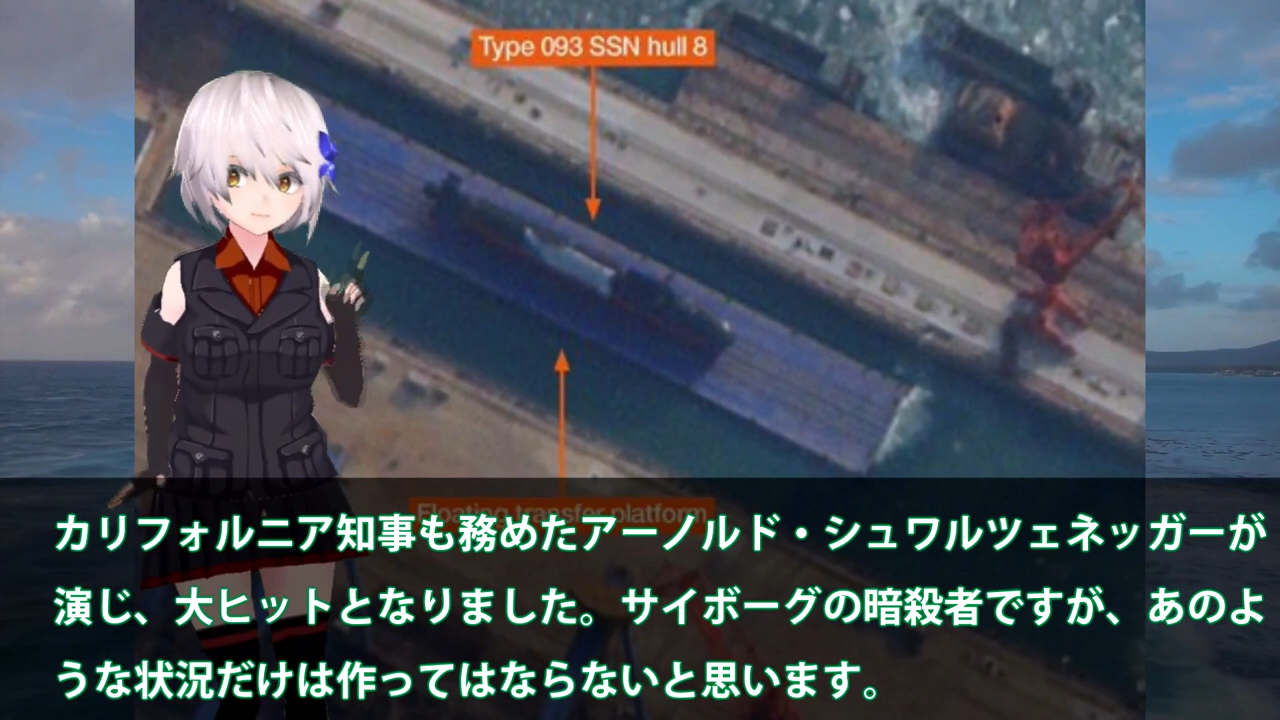 Type 093 SSN hull 8
Floating transfer platform
カリフォルニア知事も務めたアーノルド・シュワルツェネッガーが
演じ、大ヒットとなりました。サイボーグの暗殺者ですが、あのよ
うな状況だけは作ってはならないと思います。